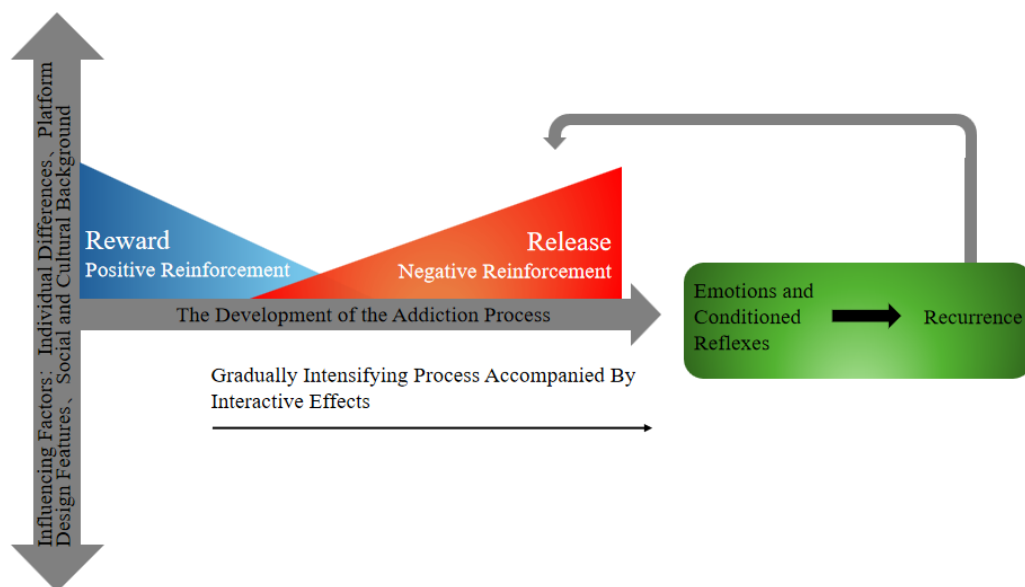 Influencing Factors: Individual Differences、Platform
Design Features、Social and Cultural Background
Reward
Positive Reinforcement
Release
Negative Reinforcement
The Development of the Addiction Process
Gradually Intensifying Process Accompanied By
Interactive Effects
Emotions and
Conditioned
Reflexes
Recurrence